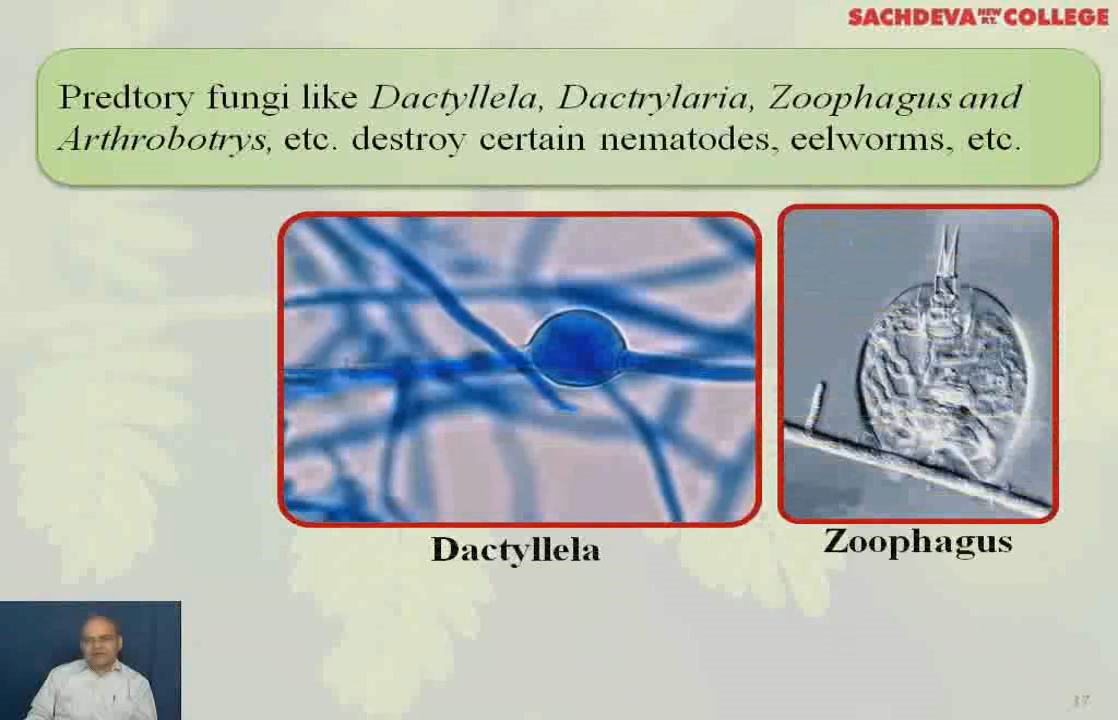 SACHDEVA NEW P.T. COLLEGE
Predtory fungi like Dactyllela, Dactrylaria, Zoophagus and
Arthrobotrys, etc. destroy certain nematodes, eelworms, etc.
Dactyllela
Zoophagus
17